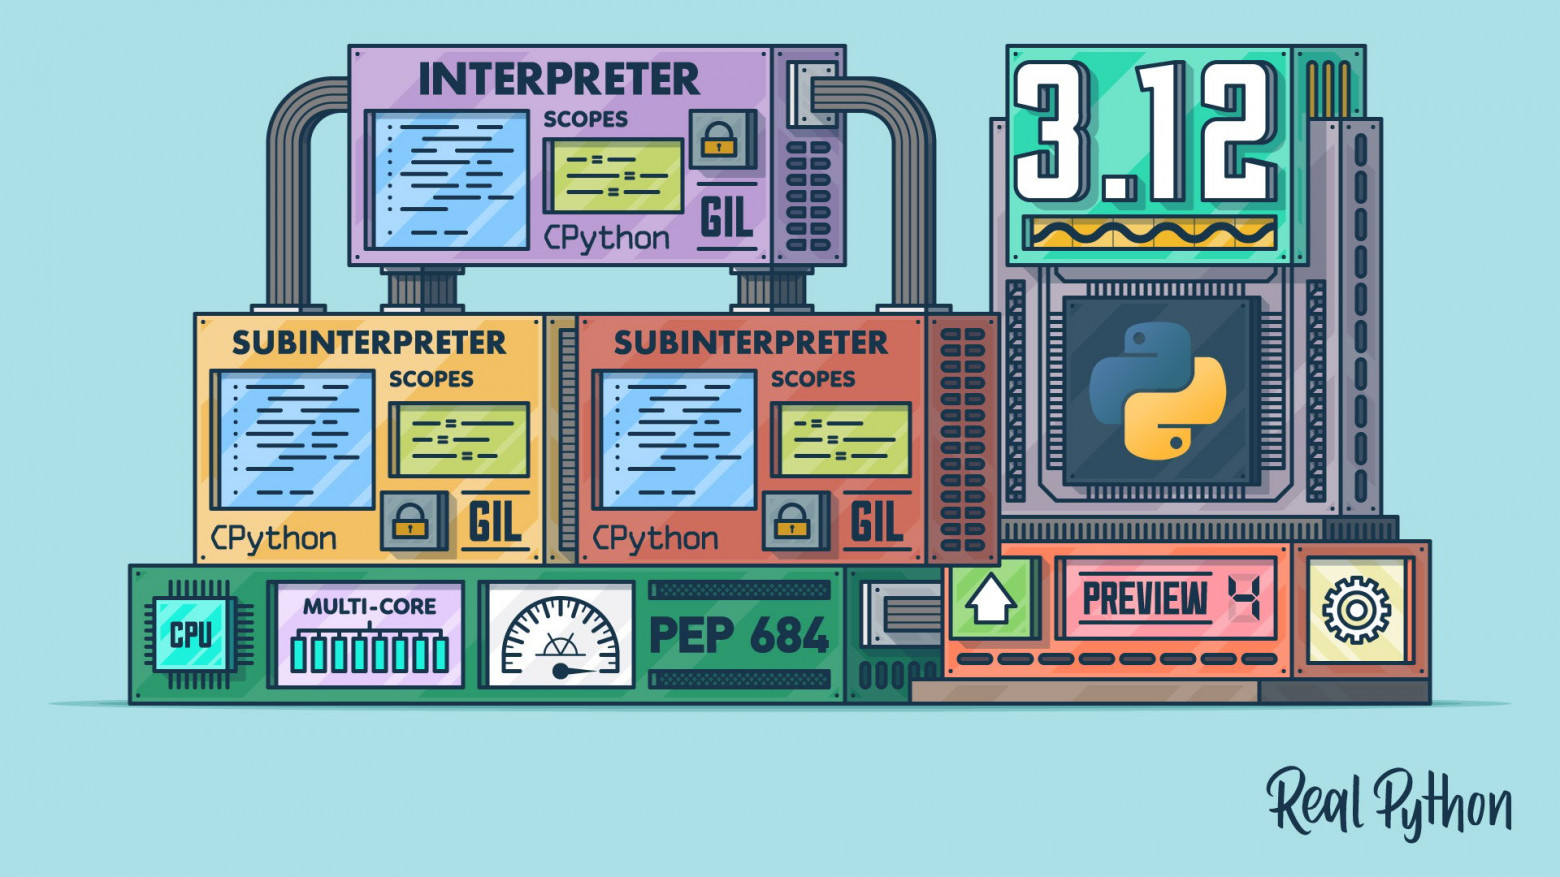 INTERPRETER
SCOPES
GIL
CPython
3.12
SUBINTERPRETER
SCOPES
CPython
GIL
SUBINTERPRETER
SCOPES
CPython
GIL
CPU
MULTI-CORE
PEP 684
PREVIEW 4
Real Python